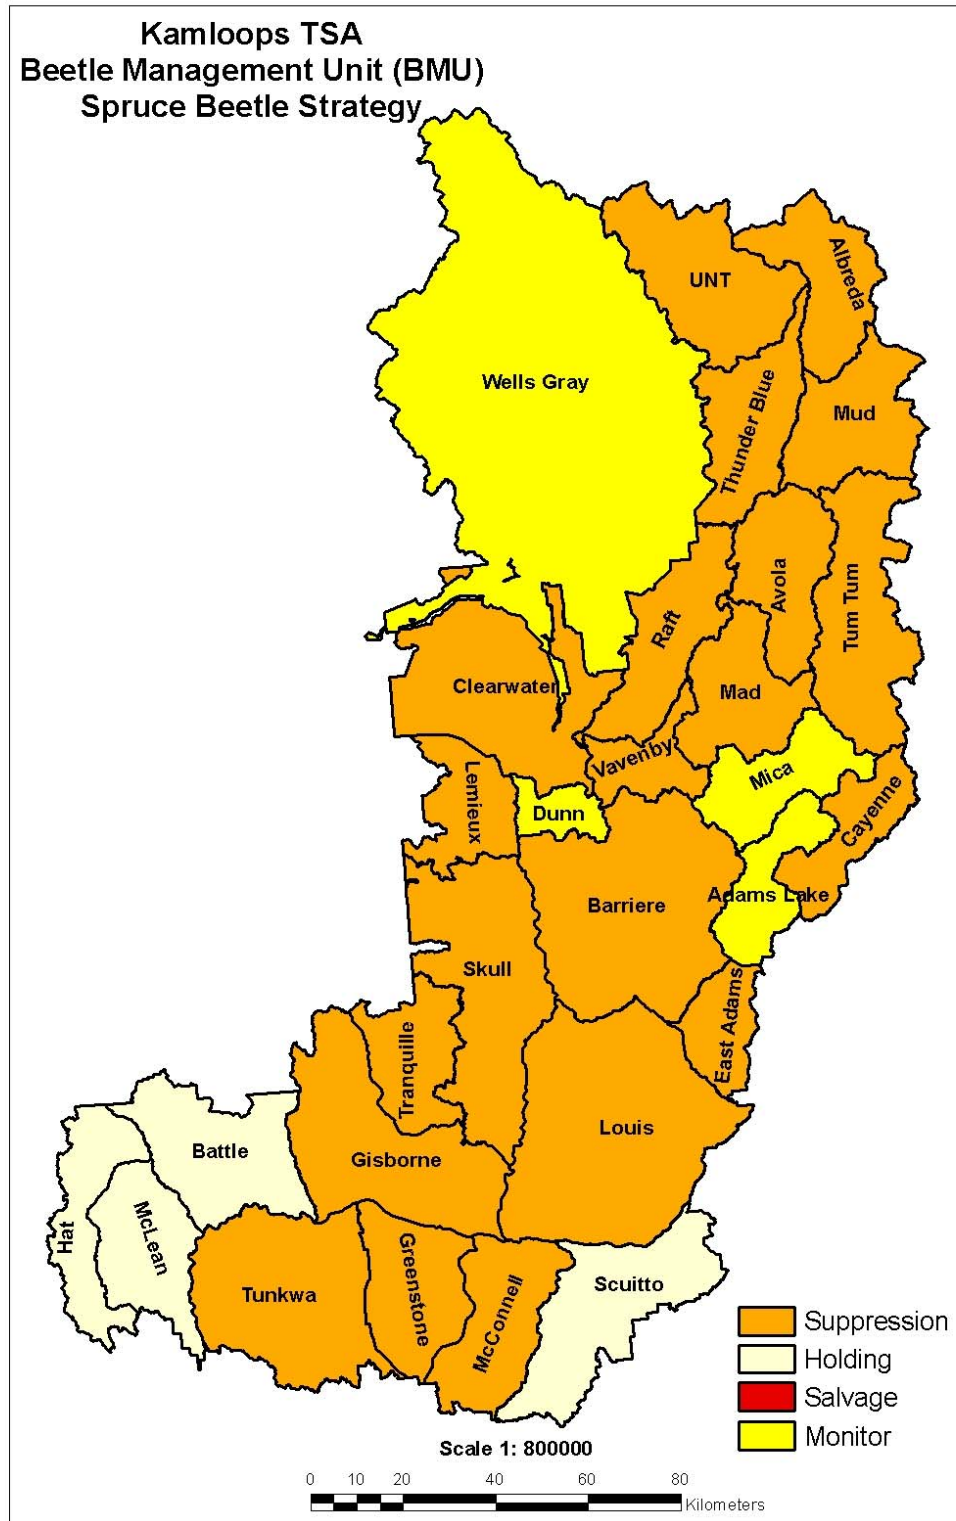 Kamloops TSA
Beetle Management Unit (BMU)
Spruce Beetle Strategy
UNT
Albreda
Wells Gray
Thunder Blue
Mud
Avola
Tum Tum
Raft
Clearwater
Mad
Vavenby
Mica
Lemieux
Dunn
Cayenne
Adams Lake
Barriere
Skull
East Adams
Tranquille
Louis
Battle
Gisborne
Hat
McLean
Tunkwa
Greenstone
McConnell
Scuitto
Suppression
Holding
Salvage
Monitor
Scale 1: 800000
0 10 20 40 60 80
Kilometers